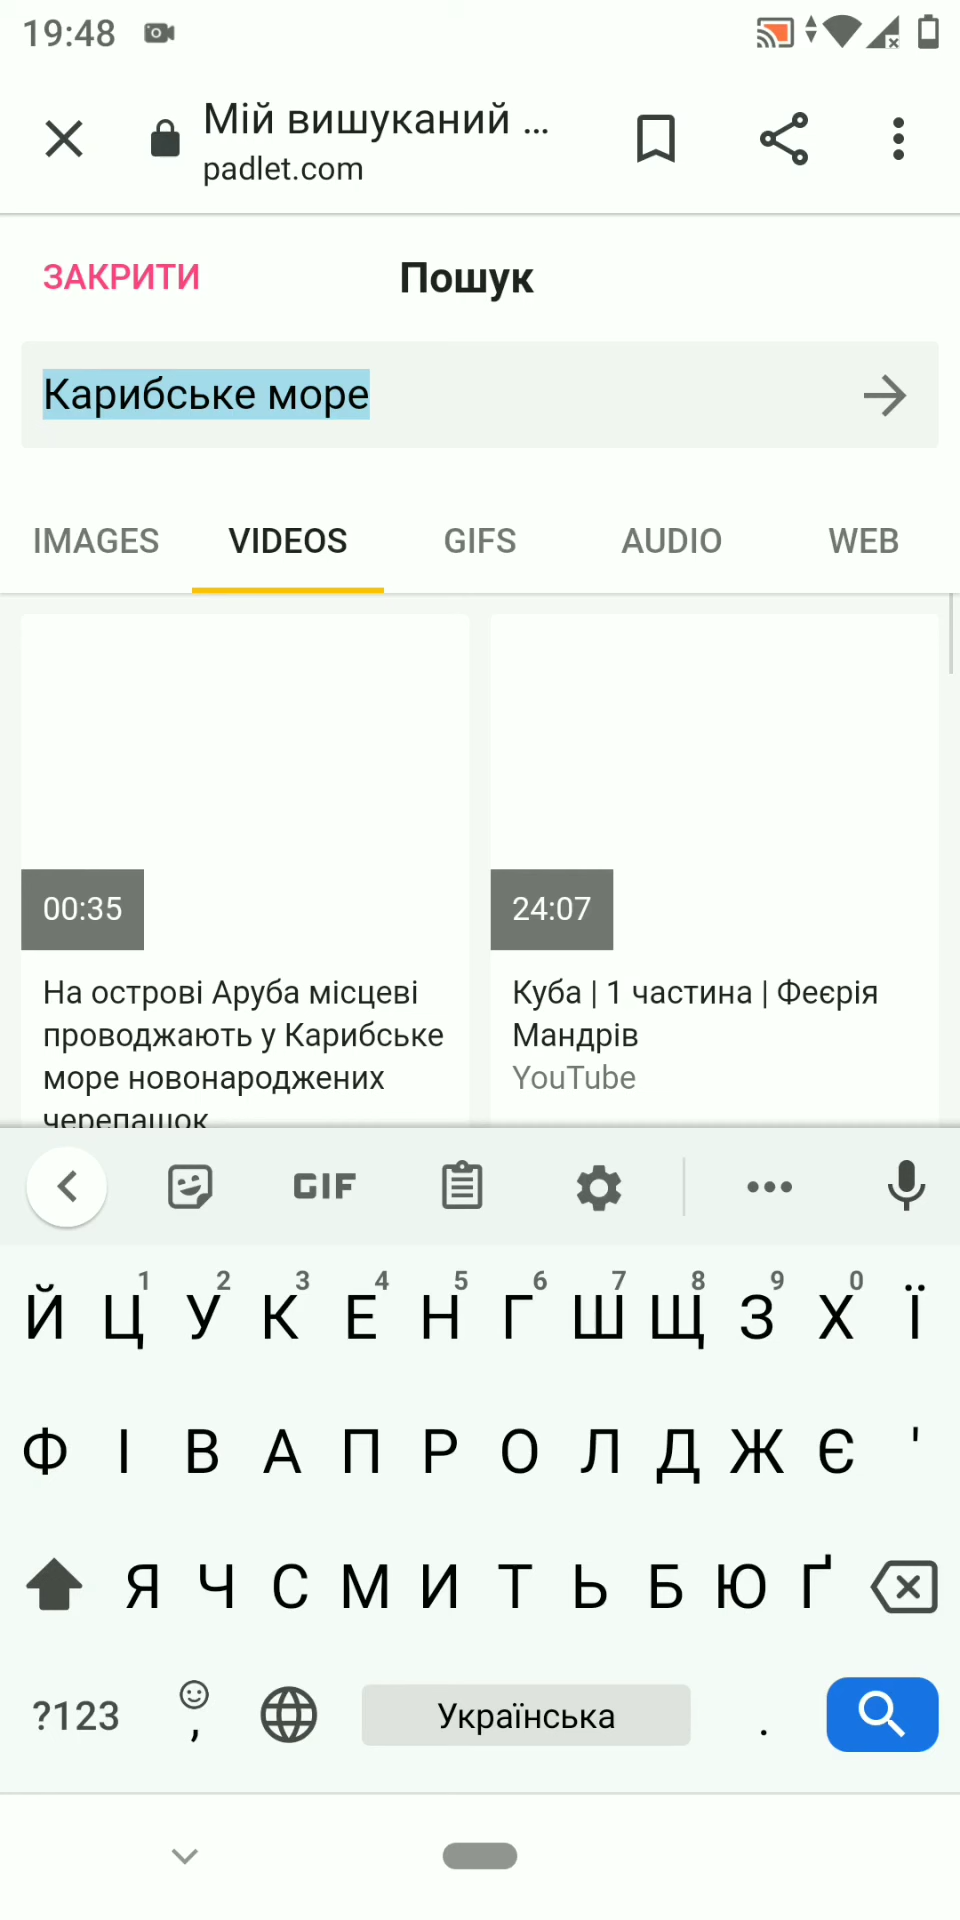 19:48
Мій вишуканий ...
padlet.com
ЗАКРИТИ
Пошук
Карибське море
IMAGES VIDEOS GIFS AUDIO WEB
00:35
24:07
На острові Аруба місцеві
проводжають у Карибське
море новонароджених
черепашок
Куба | 1 частина | Феєрія
Мандрів
YouTube
GIF
1 2 3 4 5 6 7 8 9 0
Й Ц У К Е Н Г Ш Щ З Х Ї
Ф І В А П Р О Л Д Ж Є '
Я Ч С М И Т Ь Б Ю Ґ
?123 , Українська .